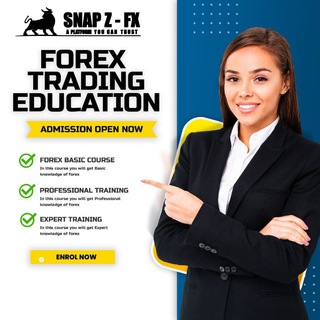 SNAP Z - FX
A PLATFORM YOU CAN TRUST
FOREX
TRADING
EDUCATION
ADMISSION OPEN NOW
FOREX BASIC COURSE
In this course you will get Basic
knowledge of forex
PROFESSIONAL TRAINING
In this course you will get Professional
knowledge of forex
EXPERT TRAINING
In this course you will get Expert
knowledge of forex
ENROL NOW